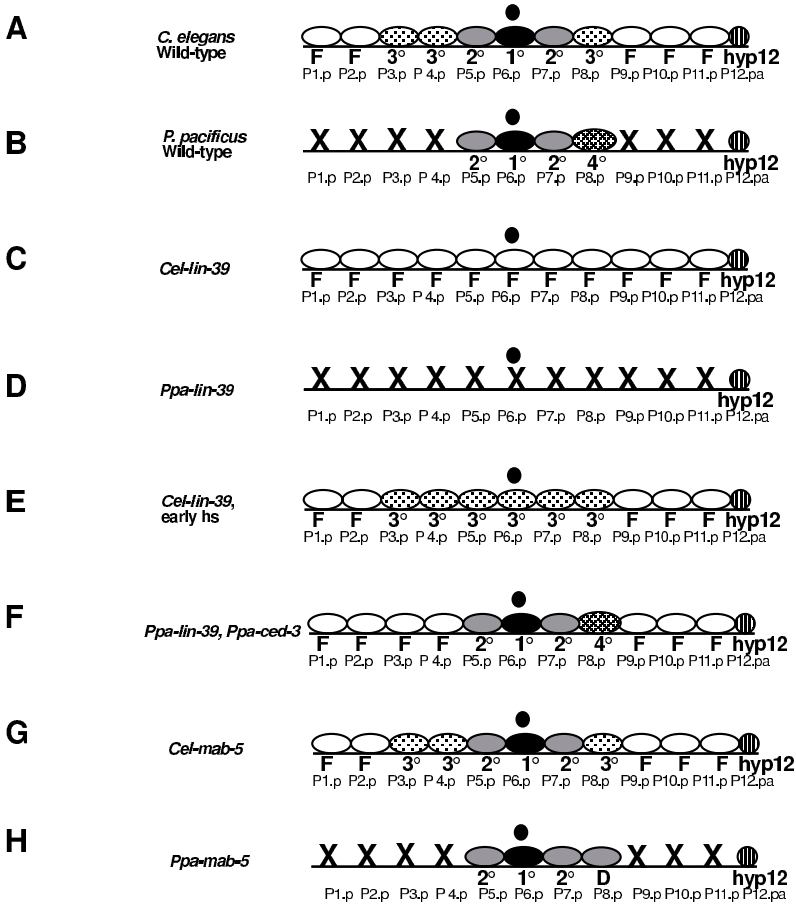 A
C. elegans
Wild-type
F F 3° 3° 2° 1° 2° 3° F F F hyp12
P1.p P2.p P3.p P 4.p P5.p P6.p P7.p P8.p P9.p P10.p P11.p P12.pa
B
P. pacificus
Wild-type
X X X X X X X
2° 1° 2° 4° hyp12
P1.p P2.p P3.p P 4.p P5.p P6.p P7.p P8.p P9.p P10.p P11.p P12.pa
C
Cel-lin-39
F F F F F F F F F F F hyp12
P1.p P2.p P3.p P 4.p P5.p P6.p P7.p P8.p P9.p P10.p P11.p P12.pa
D
Ppa-lin-39
X X X X X X X X X X X
hyp12
P1.p P2.p P3.p P 4.p P5.p P6.p P7.p P8.p P9.p P10.p P11.p P12.pa
E
Cel-lin-39,
early hs
F F 3° 3° 3° 3° 3° 3° F F F hyp12
P1.p P2.p P3.p P 4.p P5.p P6.p P7.p P8.p P9.p P10.p P11.p P12.pa
F
Ppa-lin-39, Ppa-ced-3
F F F F 2° 1° 2° 4° F F F hyp12
P1.p P2.p P3.p P 4.p P5.p P6.p P7.p P8.p P9.p P10.p P11.p P12.pa
G
Cel-mab-5
F F 3° 3° 2° 1° 2° 3° F F F hyp12
P1.p P2.p P3.p P 4.p P5.p P6.p P7.p P8.p P9.p P10.p P11.p P12.pa
H
Ppa-mab-5
X X X X X X X
2° 1° 2° D hyp12
P1.p P2.p P3.p P 4.p P5.p P6.p P7.p P8.p P9.p P10.p P11.p P12.pa